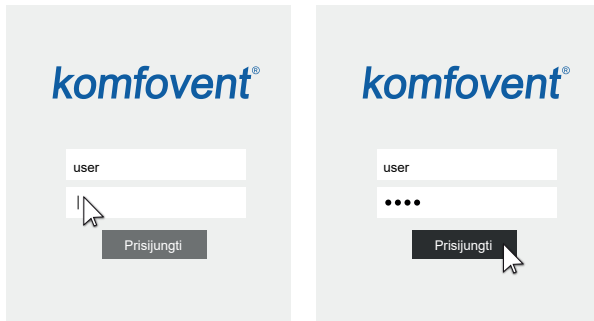 komfovent®
user
Prisijungti
komfovent®
user
••••
Prisijungti